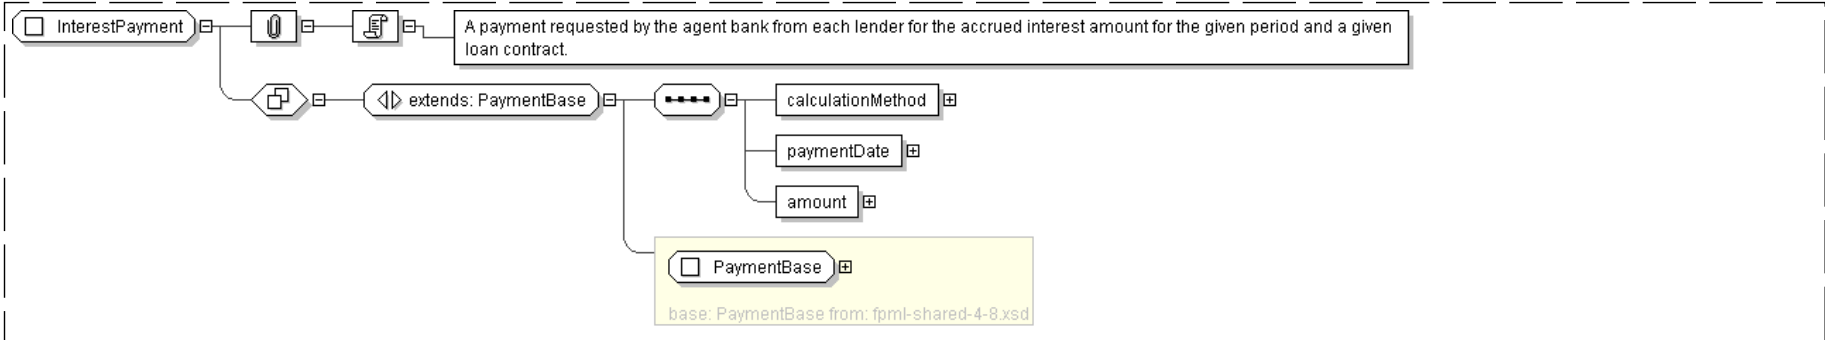 InterestPayment
A payment requested by the agent bank from each lender for the accrued interest amount for the given period and a given
loan contract.
extends: PaymentBase
calculationMethod
paymentDate
amount
PaymentBase
base: PaymentBase from: fpml-shared-4-8.xsd